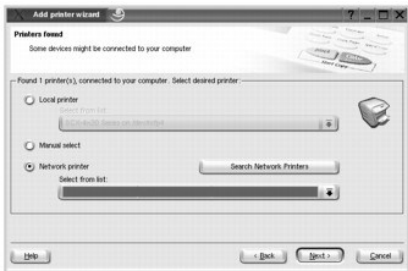 Add printer wizard
Printers found
Some devices might be connected to your computer
Found 1 printer(s), connected to your computer. Select desired printer:
Local printer
Select from list:
Manual select
Network printer
Search Network Printers
Select from list:
Help
< Back
Next >
Cancel